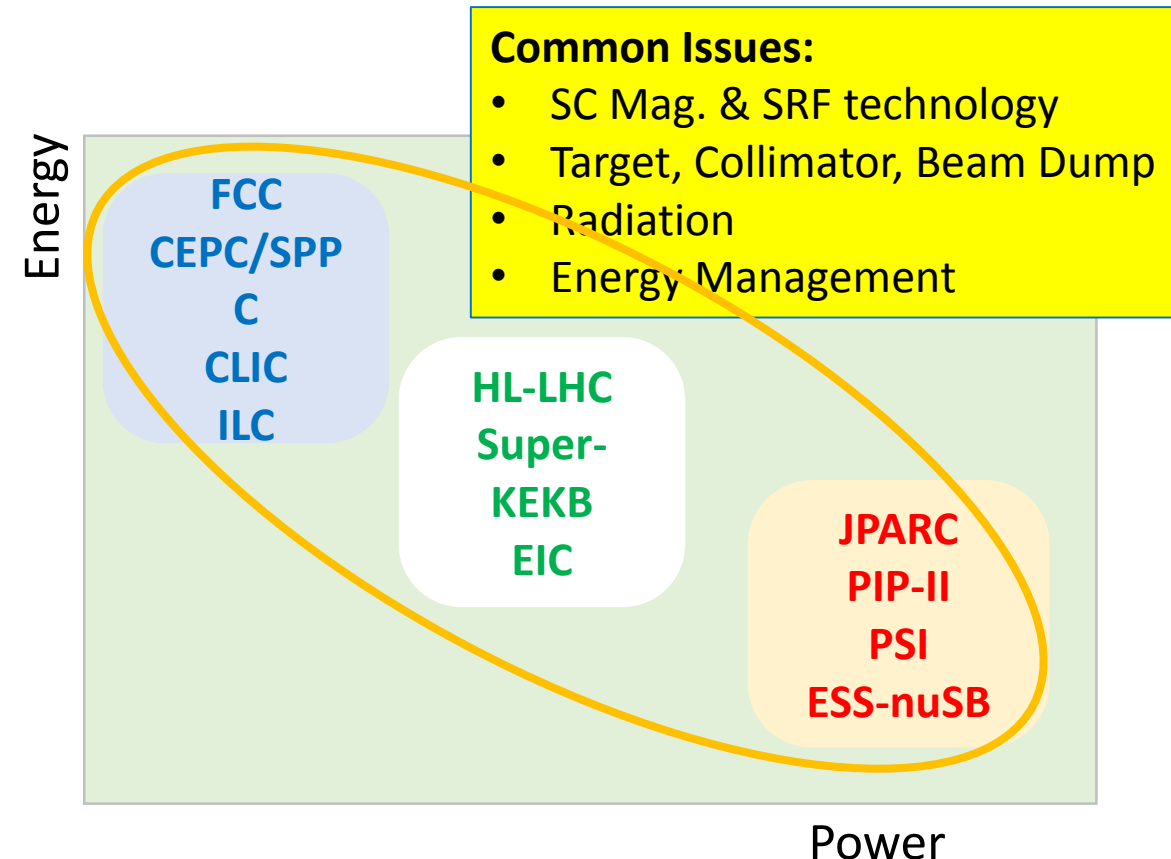 Common Issues:
• SC Mag. & SRF technology
• Target, Collimator, Beam Dump
• Radiation
• Energy Management
Energy
FCC
CEPC/SPP
C
CLIC
ILC
HL-LHC
Super-
KEKB
EIC
JPARC
PIP-II
PSI
ESS-nuSB
Power